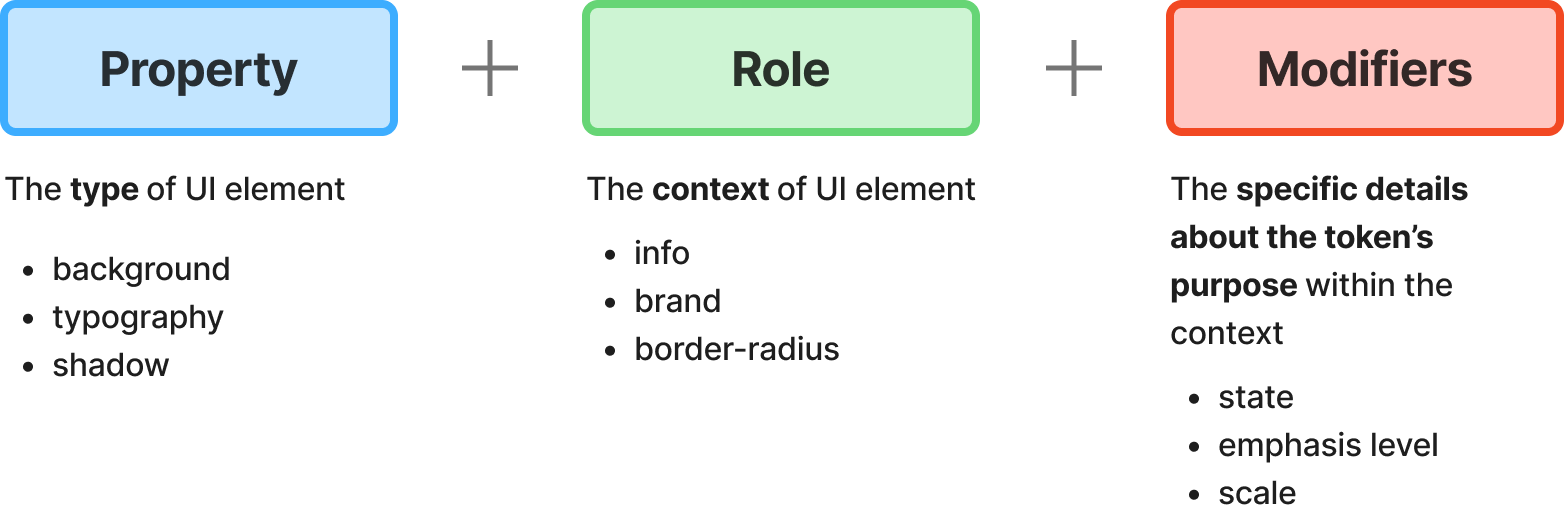 Property
+
Role
+
Modifiers
The type of UI element
• background
• typography
• shadow
The context of UI element
• info
• brand
• border-radius
The specific details
about the token’s
purpose within the
context
• state
• emphasis level
• scale